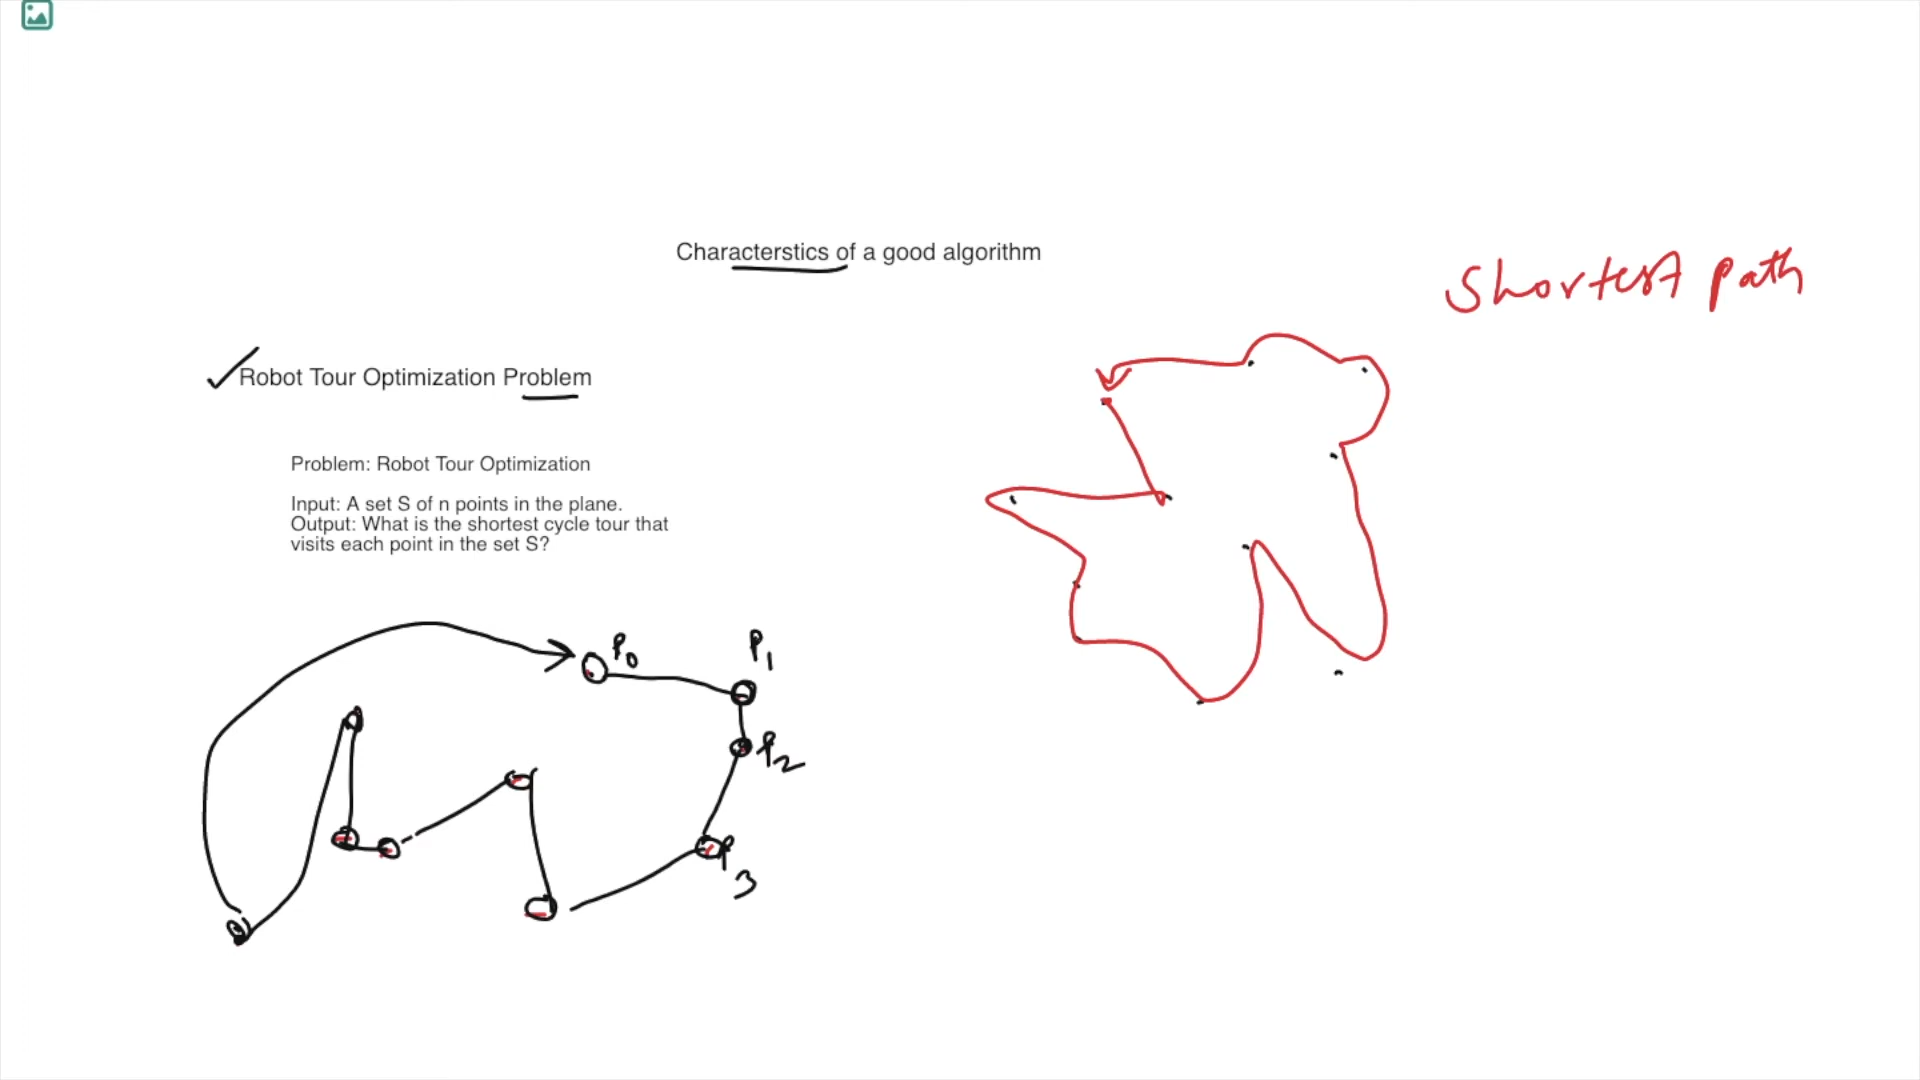 Characterstics of a good algorithm
Shortest path
Robot Tour Optimization Problem
Problem: Robot Tour Optimization
Input: A set S of n points in the plane.
Output: What is the shortest cycle tour that
visits each point in the set S?
P0
P1
P2
P3